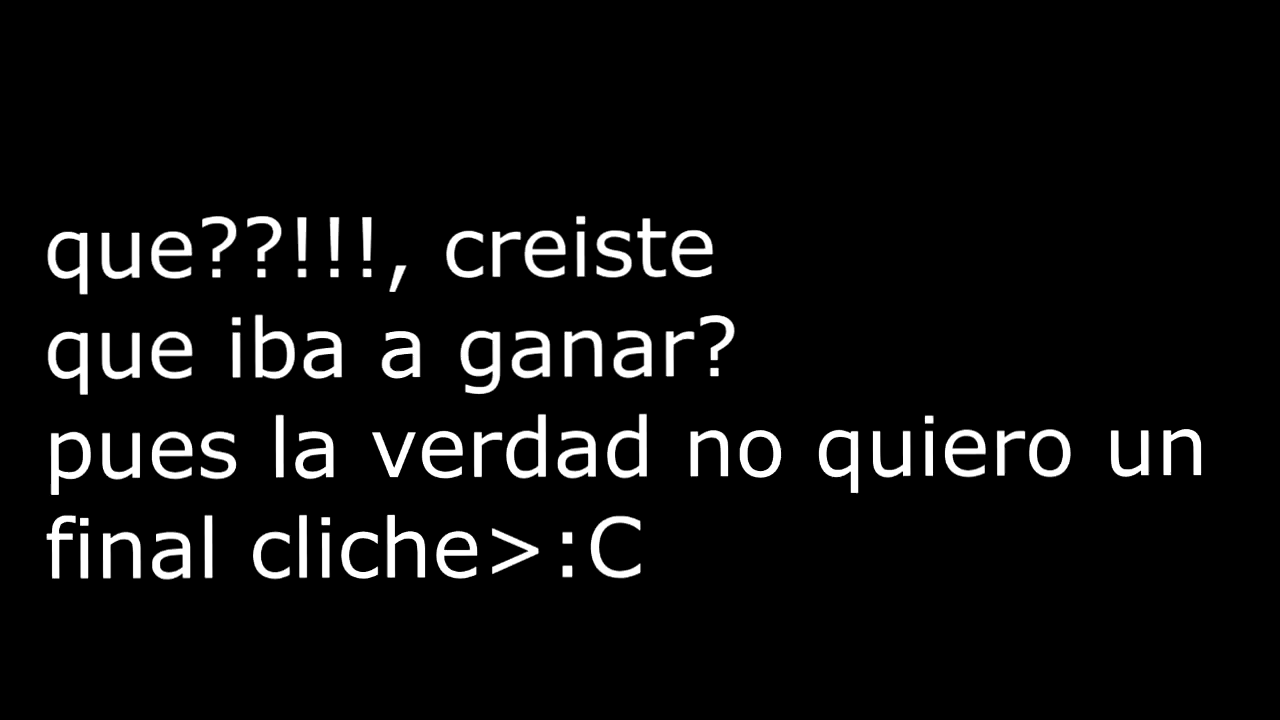 que??!!!, creiste
que iba a ganar?
pues la verdad no quiero un
final cliche>:C